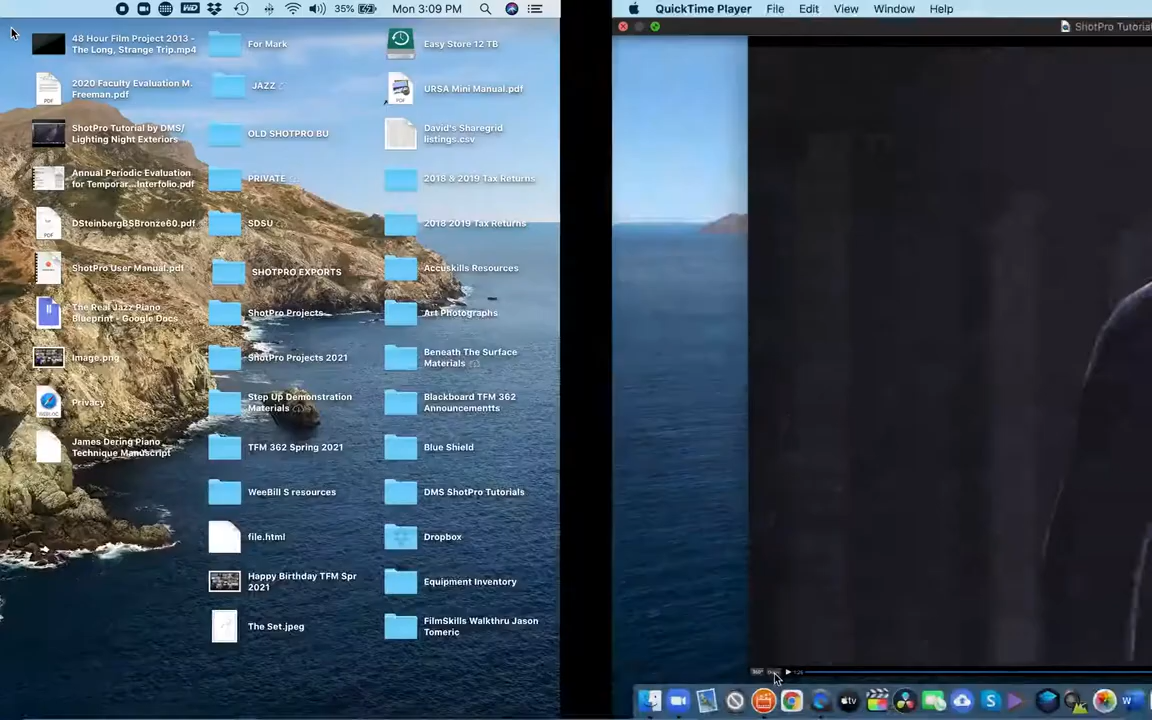 35% Mon 3:09 PM
QuickTime Player File Edit View Window Help
ShotPro Tutorial
48 Hour Film Project 2013 -
The Long, Strange Trip.mp4
For Mark
Easy Store 12 TB
2020 Faculty Evaluation M.
Freeman.pdf
JAZZ
URSA Mini Manual.pdf
ShotPro Tutorial by DMS/
Lighting Night Exteriors
OLD SHOTPRO BU
David's Sharegrid
listings.csv
Annual Periodic Evaluation
for Temporar...Interfolio.pdf
PRIVATE
2018 & 2019 Tax Returns
DSteinbergBSBronze60.pdf
SDSU
2018 2019 Tax Returns
ShotPro User Manual.pdf
SHOTPRO EXPORTS
Accuskills Resources
The Real Jazz Piano
Blueprint - Google Docs
ShotPro Projects
Art Photographs
Image.png
ShotPro Projects 2021
Beneath The Surface
Materials
Privacy
Step Up Demonstration
Materials
Blackboard TFM 362
Announcementts
James Dering Piano
Technique Manuscript
TFM 362 Spring 2021
Blue Shield
WeeBill S resources
DMS ShotPro Tutorials
file.html
Dropbox
Happy Birthday TFM Spr
2021
Equipment Inventory
The Set.jpeg
FilmSkills Walkthru Jason
Tomeric